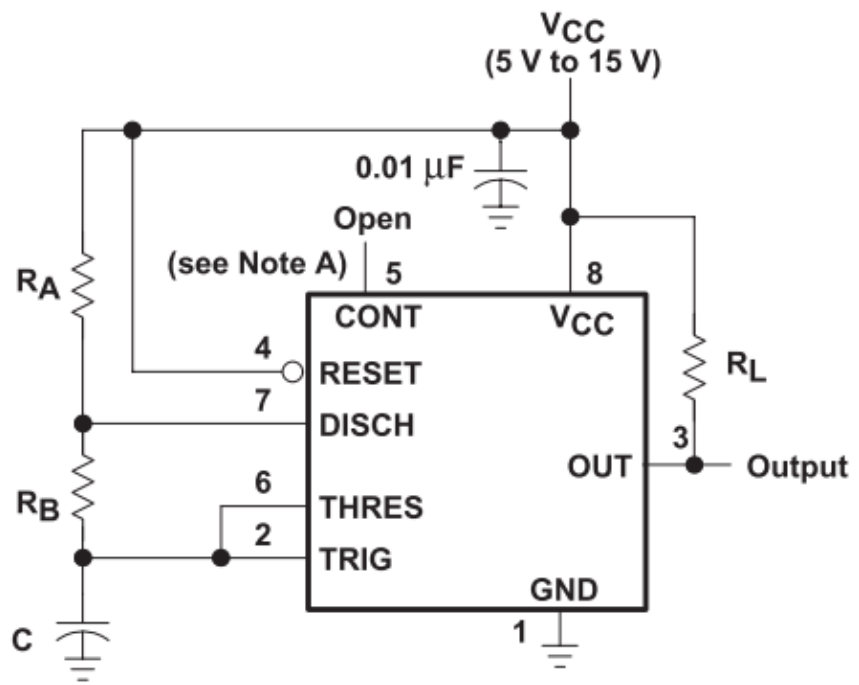 VCC
(5 V to 15 V)
0.01 μF
Open
(see Note A)
5
8
RA
CONT
VCC
4
RESET
RL
7
DISCH
3
OUT
Output
RB
6
THRES
2
TRIG
GND
1
C